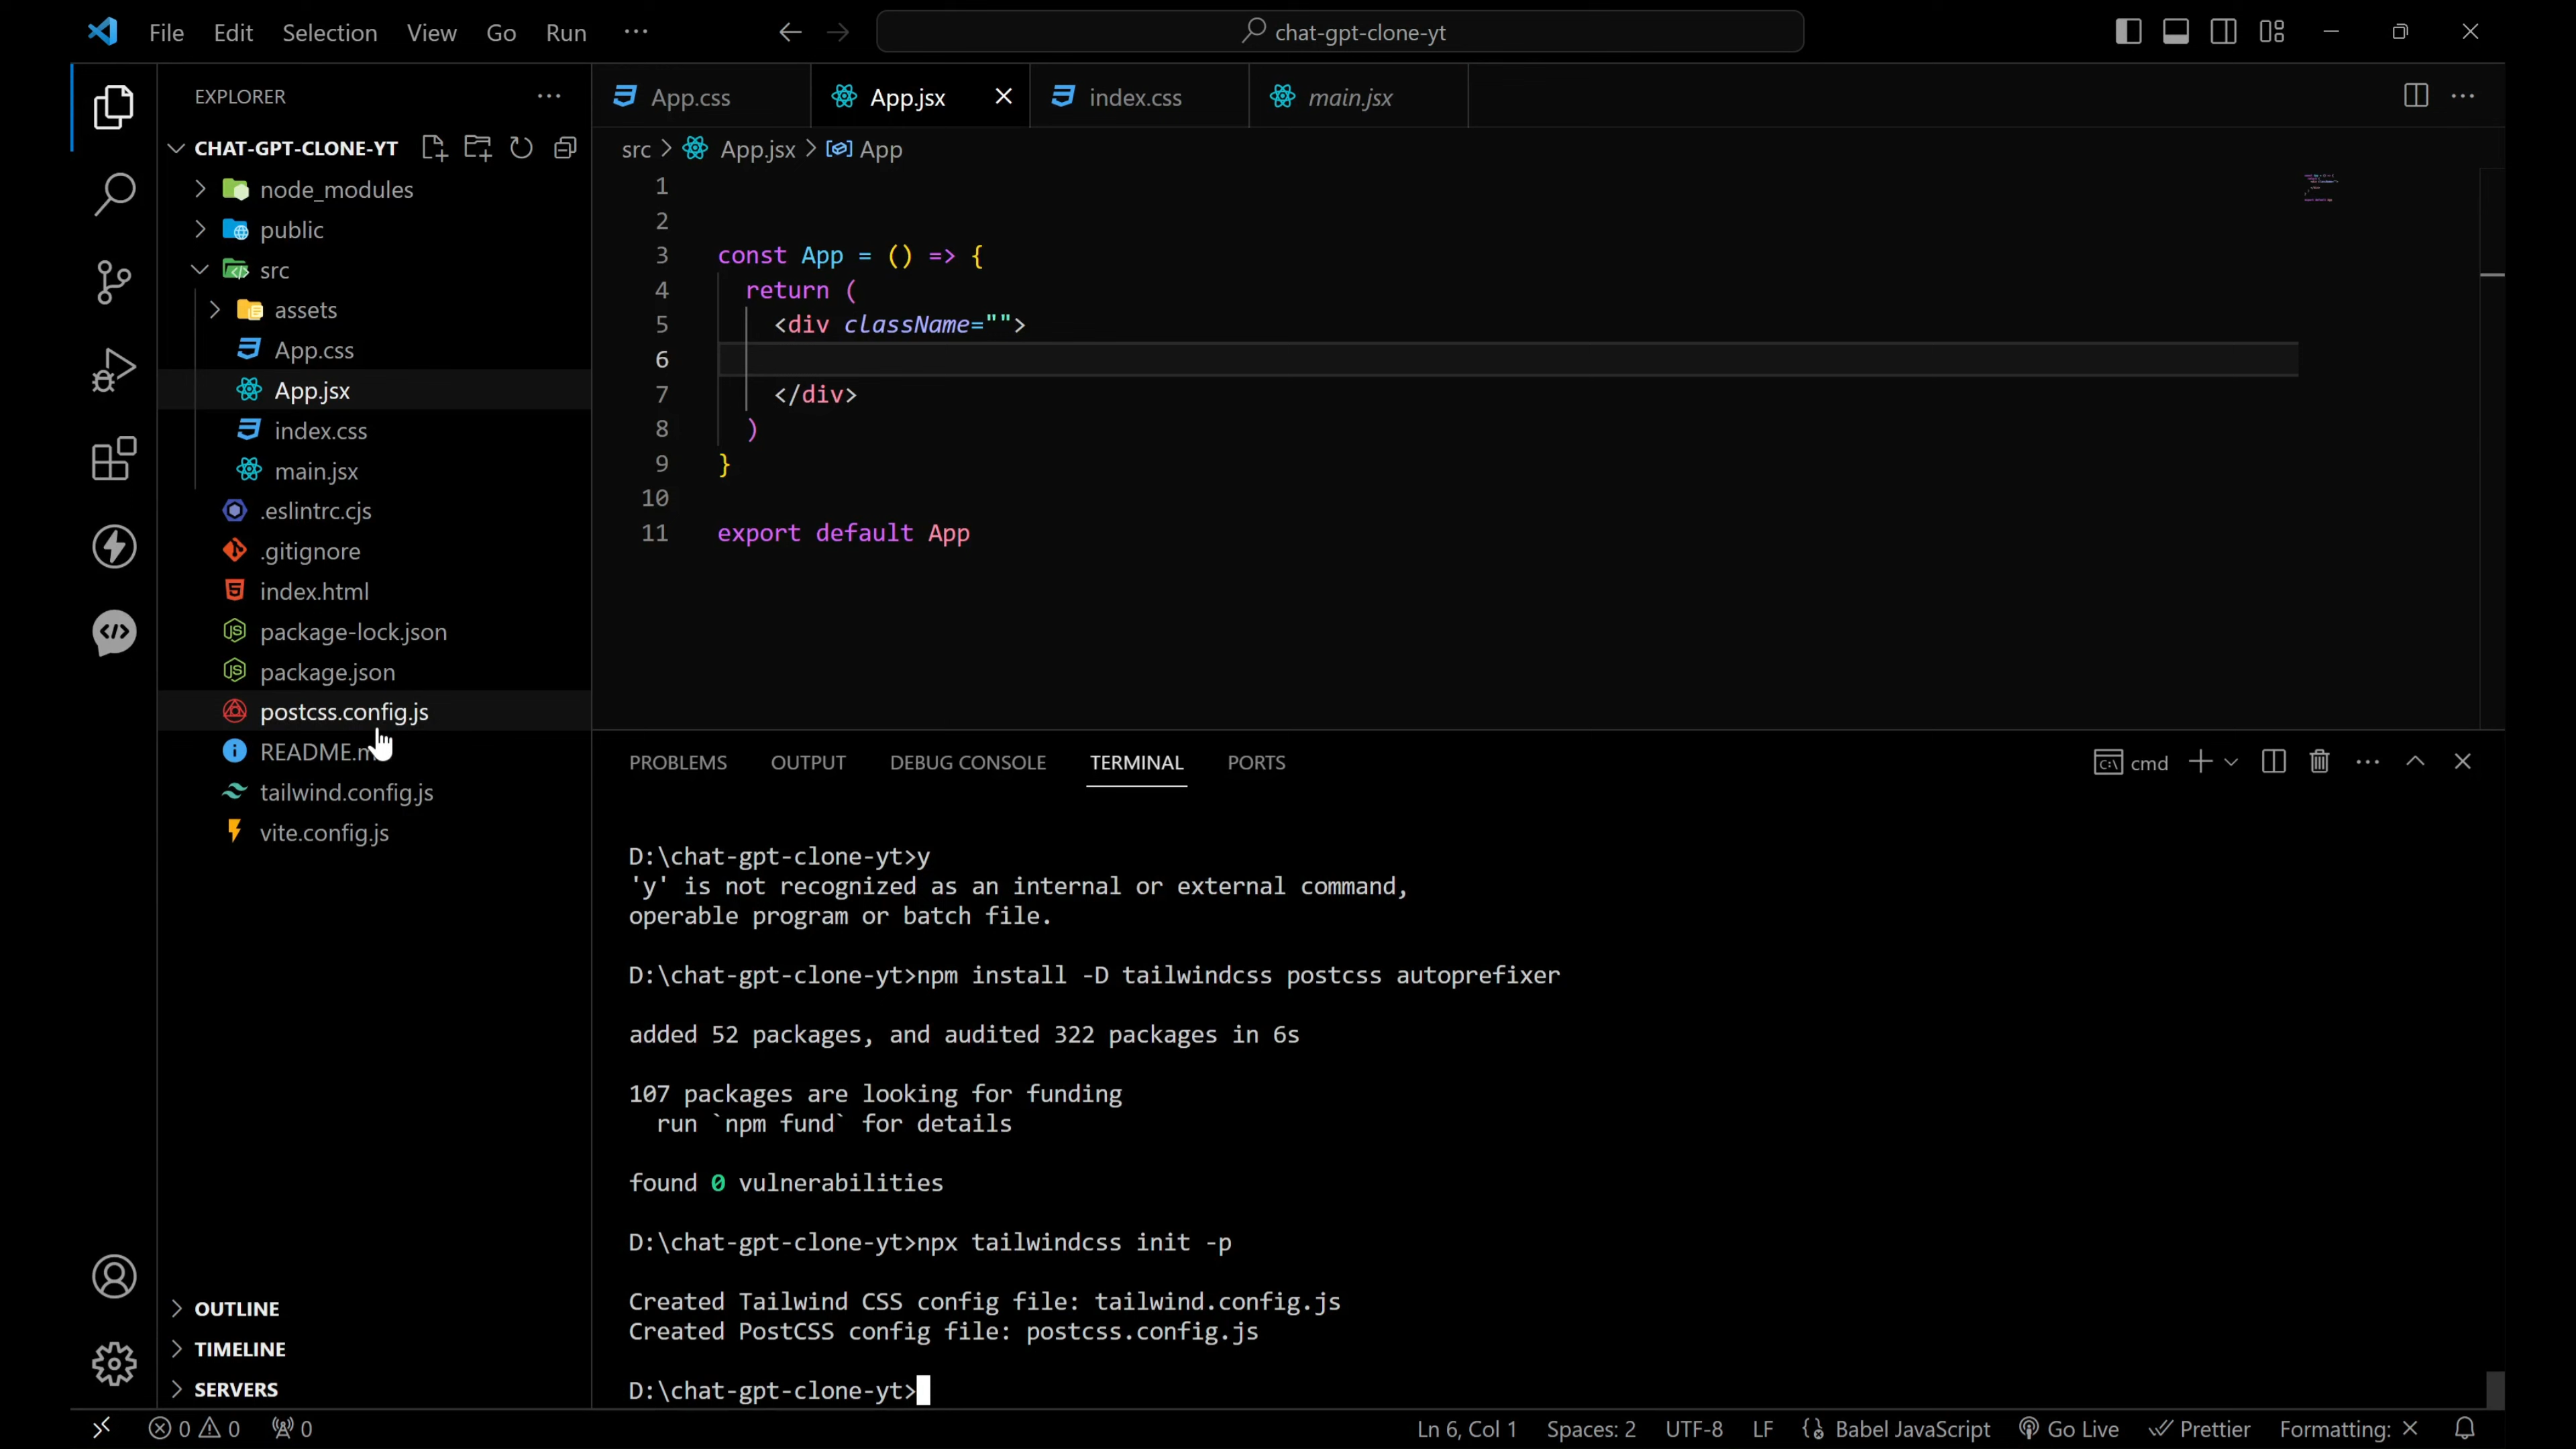 File Edit Selection View Go Run ··· chat-gpt-clone-yt
EXPLORER
CHAT-GPT-CLONE-YT
node_modules
public
src
assets
App.css
App.jsx
index.css
main.jsx
.eslintrc.cjs
.gitignore
index.html
package-lock.json
package.json
postcss.config.js
README.m
tailwind.config.js
vite.config.js
OUTLINE
TIMELINE
SERVERS
App.css App.jsx index.css main.jsx
src > App.jsx > App
1
2
3 const App = () => {
4 return (
5 <div className="">
6
7 </div>
8 )
9 }
10
11 export default App
PROBLEMS OUTPUT DEBUG CONSOLE TERMINAL PORTS cmd
D:\chat-gpt-clone-yt>y
'y' is not recognized as an internal or external command,
operable program or batch file.
D:\chat-gpt-clone-yt>npm install -D tailwindcss postcss autoprefixer
added 52 packages, and audited 322 packages in 6s
107 packages are looking for funding
run `npm fund` for details
found 0 vulnerabilities
D:\chat-gpt-clone-yt>npx tailwindcss init -p
Created Tailwind CSS config file: tailwind.config.js
Created PostCSS config file: postcss.config.js
D:\chat-gpt-clone-yt>
0 0 0 Ln 6, Col 1 Spaces: 2 UTF-8 LF Babel JavaScript Go Live Prettier Formatting: